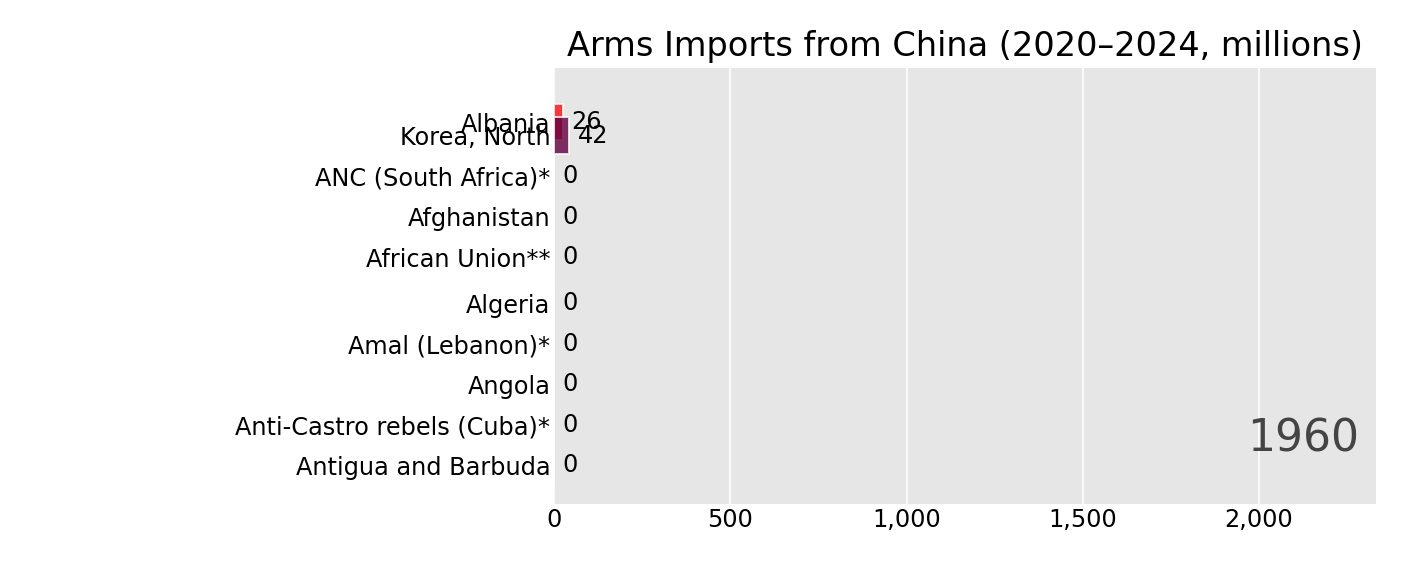 Arms Imports from China (2020–2024, millions)
Albania 26
Korea, North 42
ANC (South Africa)* 0
Afghanistan 0
African Union** 0
Algeria 0
Amal (Lebanon)* 0
Angola 0
Anti-Castro rebels (Cuba)* 0
1960
Antigua and Barbuda 0
0 500 1,000 1,500 2,000